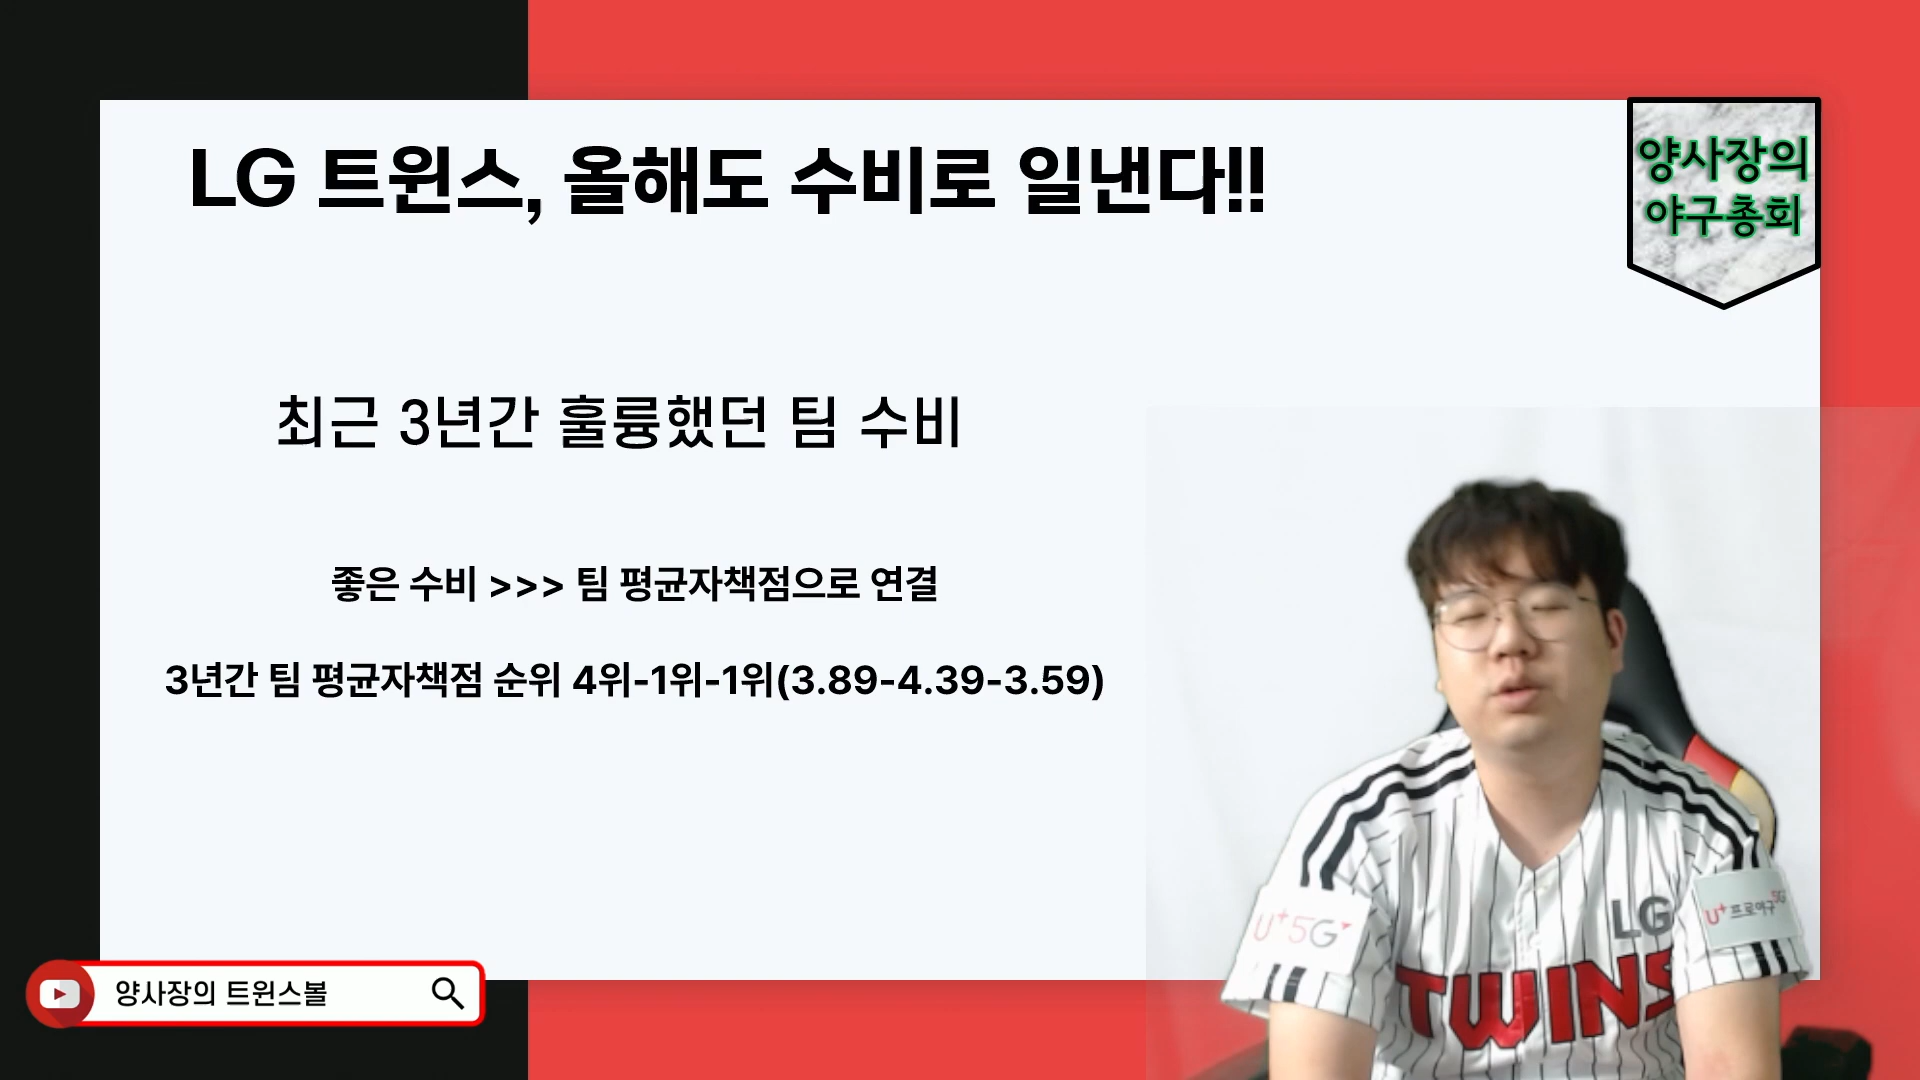 LG 트윈스, 올해도 수비로 일낸다!!
양사장의
야구총회
최근 3년간 훌륭했던 팀 수비
좋은 수비 >>> 팀 평균자책점으로 연결
3년간 팀 평균자책점 순위 4위-1위-1위(3.89-4.39-3.59)
LG
U+5G
U+프로야구5G
TWINS
양사장의 트윈스볼